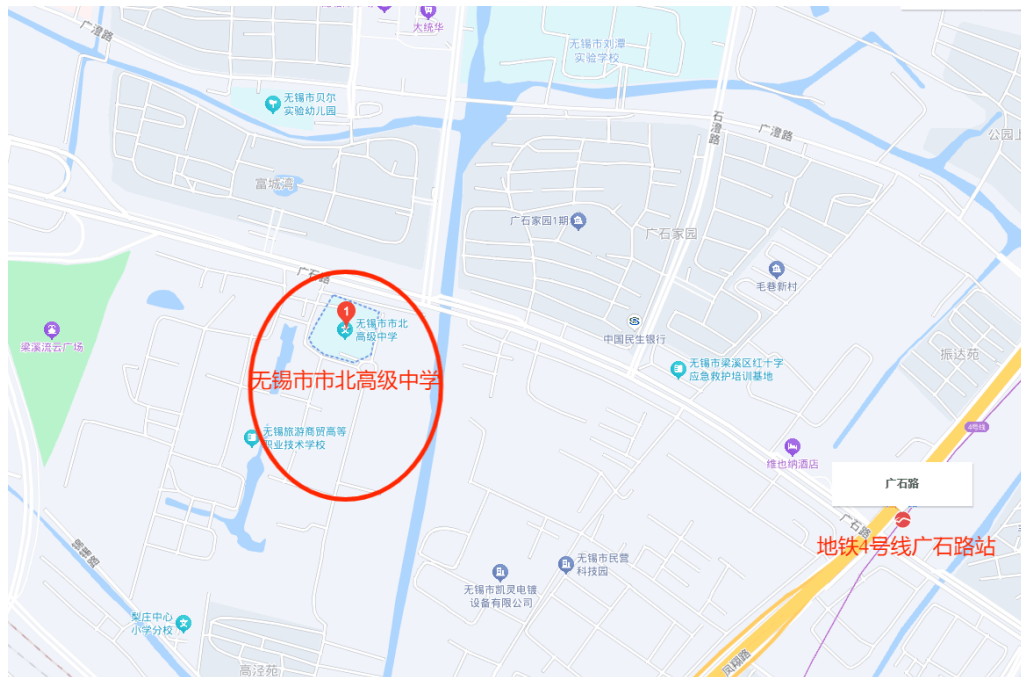 大统华
广澄路
无锡市刘潭
实验学校
无锡市贝尔
实验幼儿园
石澄路
广澄路
公园上
富城湾
广石家园1期
广石家园
广石路
毛巷新村
1
无锡市市北
高级中学
中国民生银行
梁溪流云广场
无锡市梁溪区红十字
应急救护培训基地
振达苑
无锡市市北高级中学
4号线
无锡旅游商贸高等
职业技术学校
维也纳酒店
广石路
广石路
地铁4号线广石路站
无锡市民营
科技园
无锡市凯灵电镀
设备有限公司
梨庄中心
小学分校
凤翔路
高泾苑